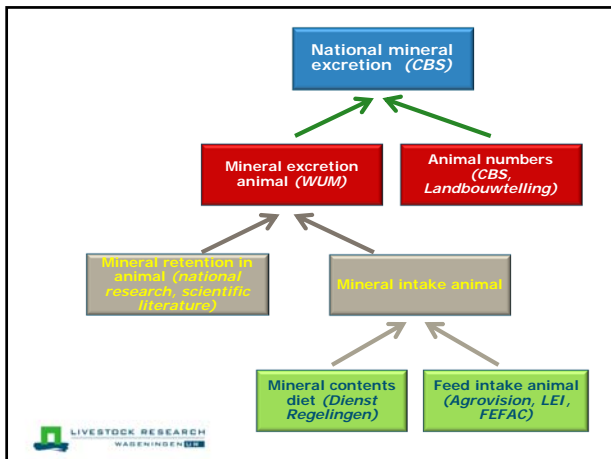 National mineral
excretion (CBS)
Mineral excretion
animal (WUM)
Animal numbers
(CBS,
Landbouwtelling)
Mineral retention in
animal (national
research, scientific
literature)
Mineral intake animal
Mineral contents
diet (Dienst
Regelingen)
Feed intake animal
(Agrovision, LEI,
FEFAC)
LIVESTOCK RESEARCH
WAGENINGEN UR